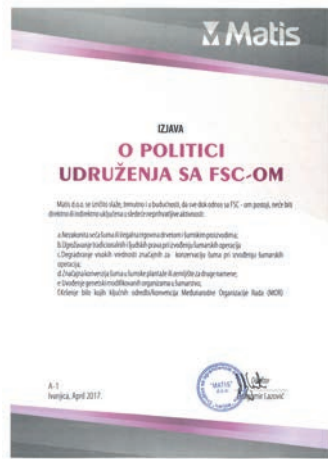 Matis
IZJAVA
O POLITICI
UDRUŽENJA SA FSC-OM
Matis d.o.o. se izričito slaže, trenutno i u budućnosti, da sve dok odnos sa FSC - om postoji, neće biti
direktno ili indirektno uključena u sledeće neprihvatljive aktivnosti:
a. Nezakonita seča šuma ili ilegalna trgovina drvetom i šumskim proizvodima;
b. Ugrožavanje tradicionalnih i ljudskih prava pri izvođenju šumarskih operacija
c. Degradiranje visokih vrednosti značajnih za konzervaciju šuma pri izvođenju šumarskih
operacija;
d. Značajna konverzija šuma u šumske plantaže ili zemljište za druge namene;
e. Uvođenje genetski modifikovanih organizama u šumarstvo;
f. Kršenje bilo kojih ključnih odredbi/konvencija Međunarodne Organizacije Rada (MOR)
A-1
Ivanjica, April 2017.
"MATIS"
Direktor
Lazović